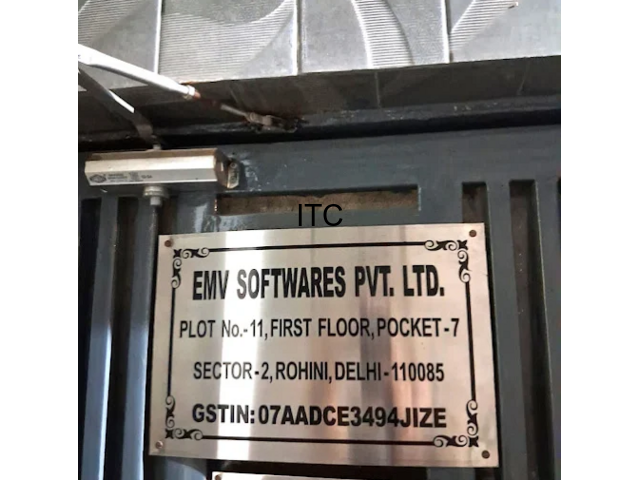 ITC
EMV SOFTWARES PVT. LTD.
PLOT No.-11, FIRST FLOOR, POCKET-7
SECTOR-2, ROHINI, DELHI-110085
GSTIN: 07AADCE3494JIZE